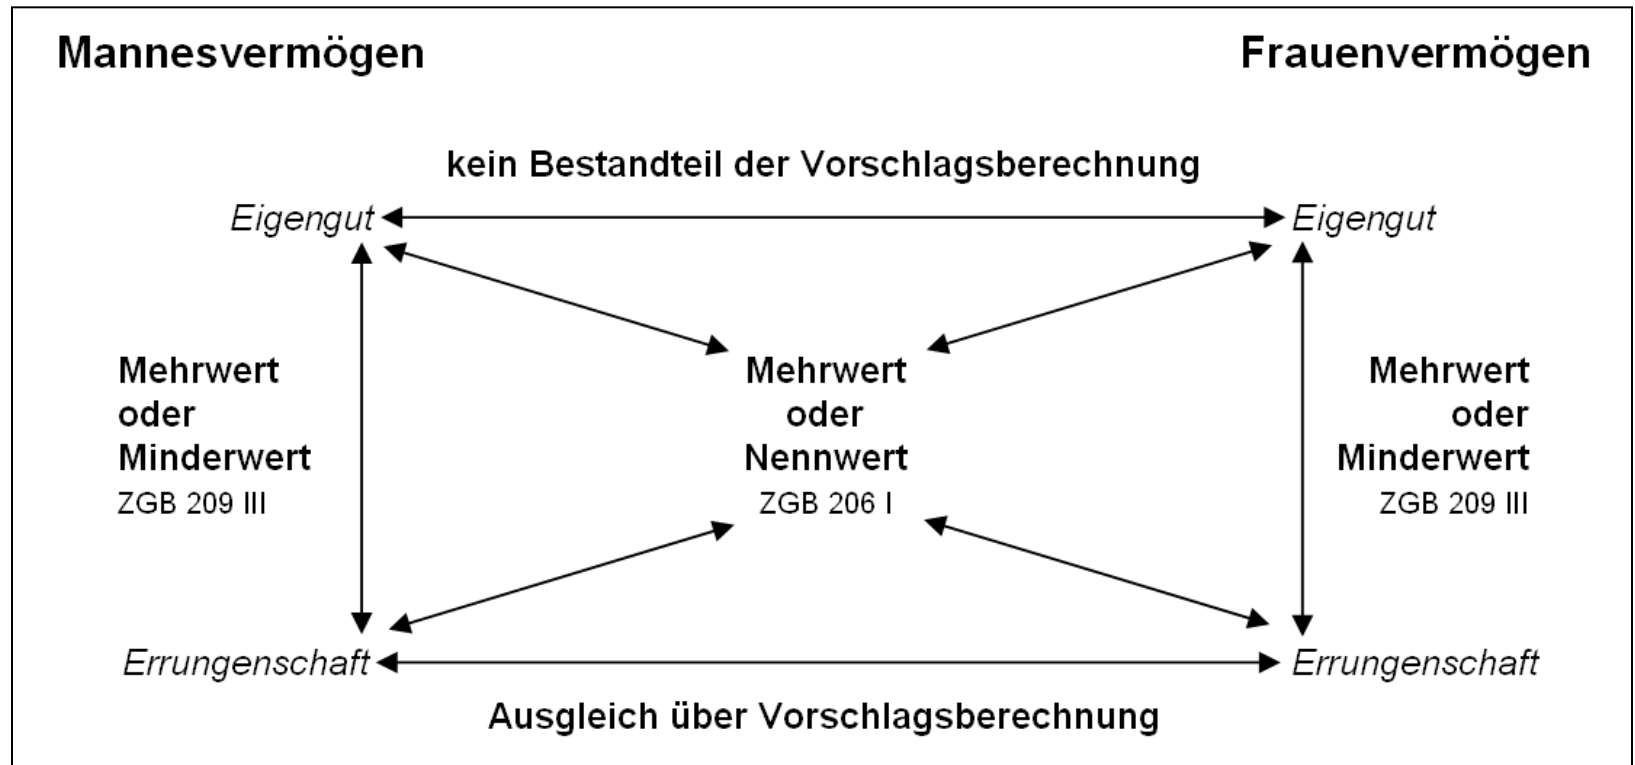 Mannesvermögen
Frauenvermögen
kein Bestandteil der Vorschlagsberechnung
Eigengut
Eigengut
Mehrwert
oder
Minderwert
ZGB 209 III
Mehrwert
oder
Nennwert
ZGB 206 I
Mehrwert
oder
Minderwert
ZGB 209 III
Errungenschaft
Errungenschaft
Ausgleich über Vorschlagsberechnung